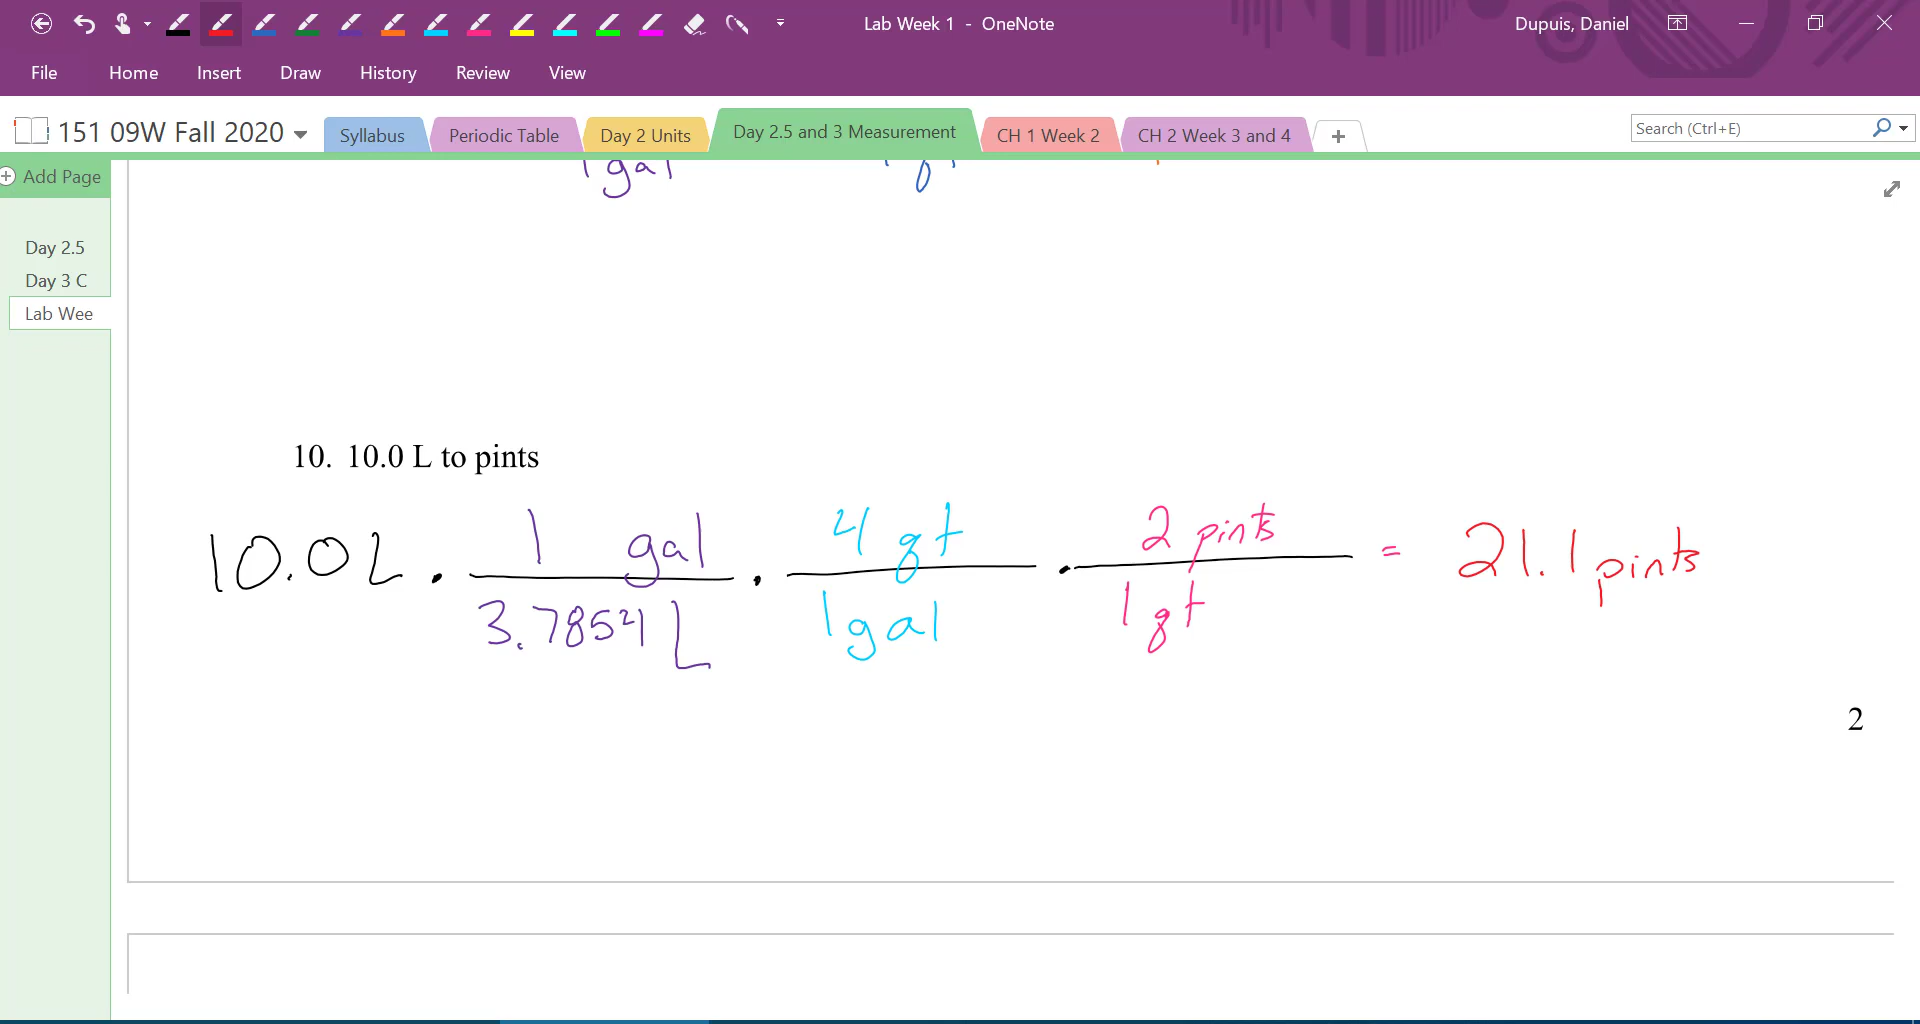 Lab Week 1 - OneNote
Dupuis, Daniel
File Home Insert Draw History Review View
151 09W Fall 2020
Syllabus Periodic Table Day 2 Units Day 2.5 and 3 Measurement CH 1 Week 2 CH 2 Week 3 and 4 +
Search (Ctrl+E)
Add Page
Day 2.5
Day 3 C
Lab Wee
1 gal
10. 10.0 L to pints
10.0 L · 1 gal / 3.7854 L · 4 qt / 1 gal · 2 pints / 1 qt = 21.1 pints
2